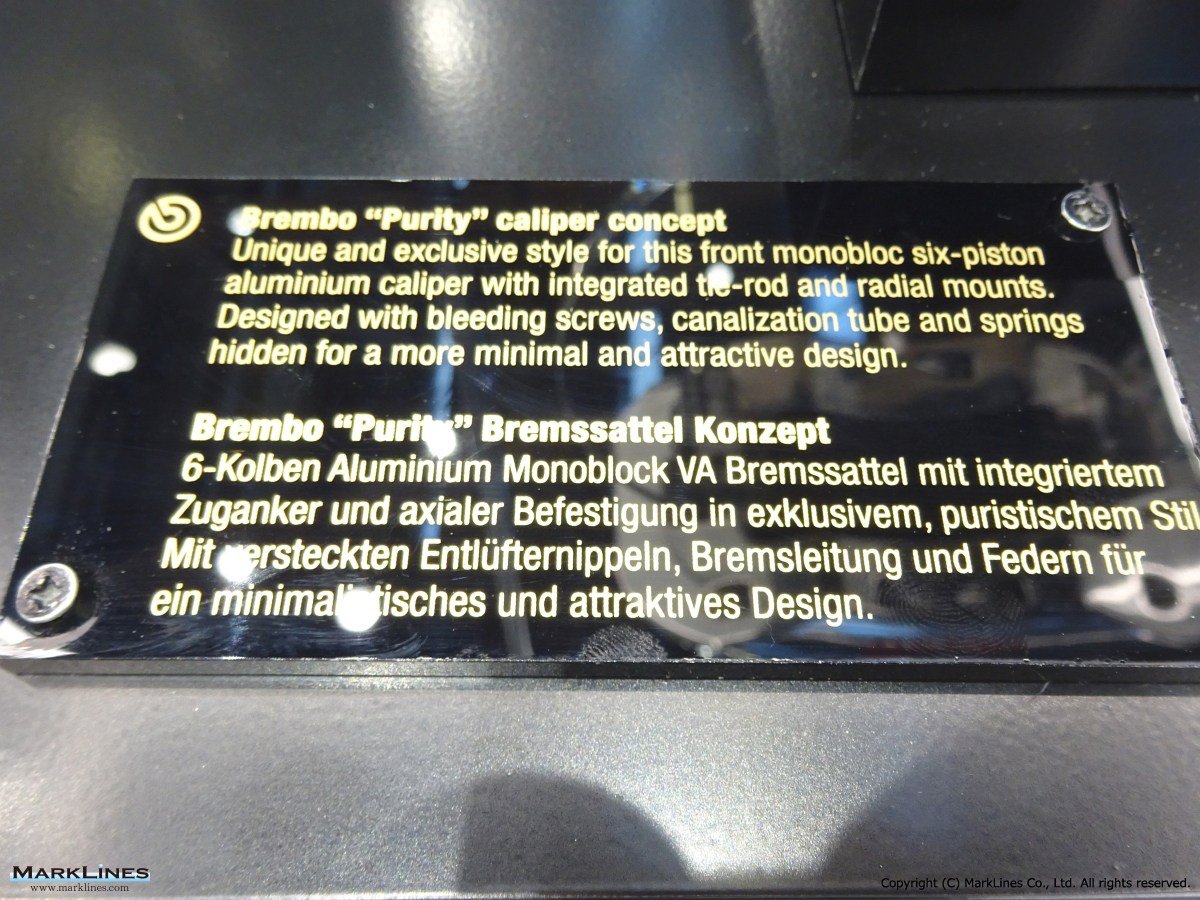 Brembo “Purity” caliper concept
Unique and exclusive style for this front monobloc six-piston
aluminium caliper with integrated tie-rod and radial mounts.
Designed with bleeding screws, canalization tube and springs
hidden for a more minimal and attractive design.
Brembo “Purity” Bremssattel Konzept
6-Kolben Aluminium Monoblock VA Bremssattel mit integriertem
Zuganker und axialer Befestigung in exklusivem, puristischem Stil
Mit versteckten Entlüfternippeln, Bremsleitung und Federn für
ein minimalistisches und attraktives Design.
MARKLINES
www.marklines.com
Copyright (C) MarkLines Co., Ltd. All rights reserved.